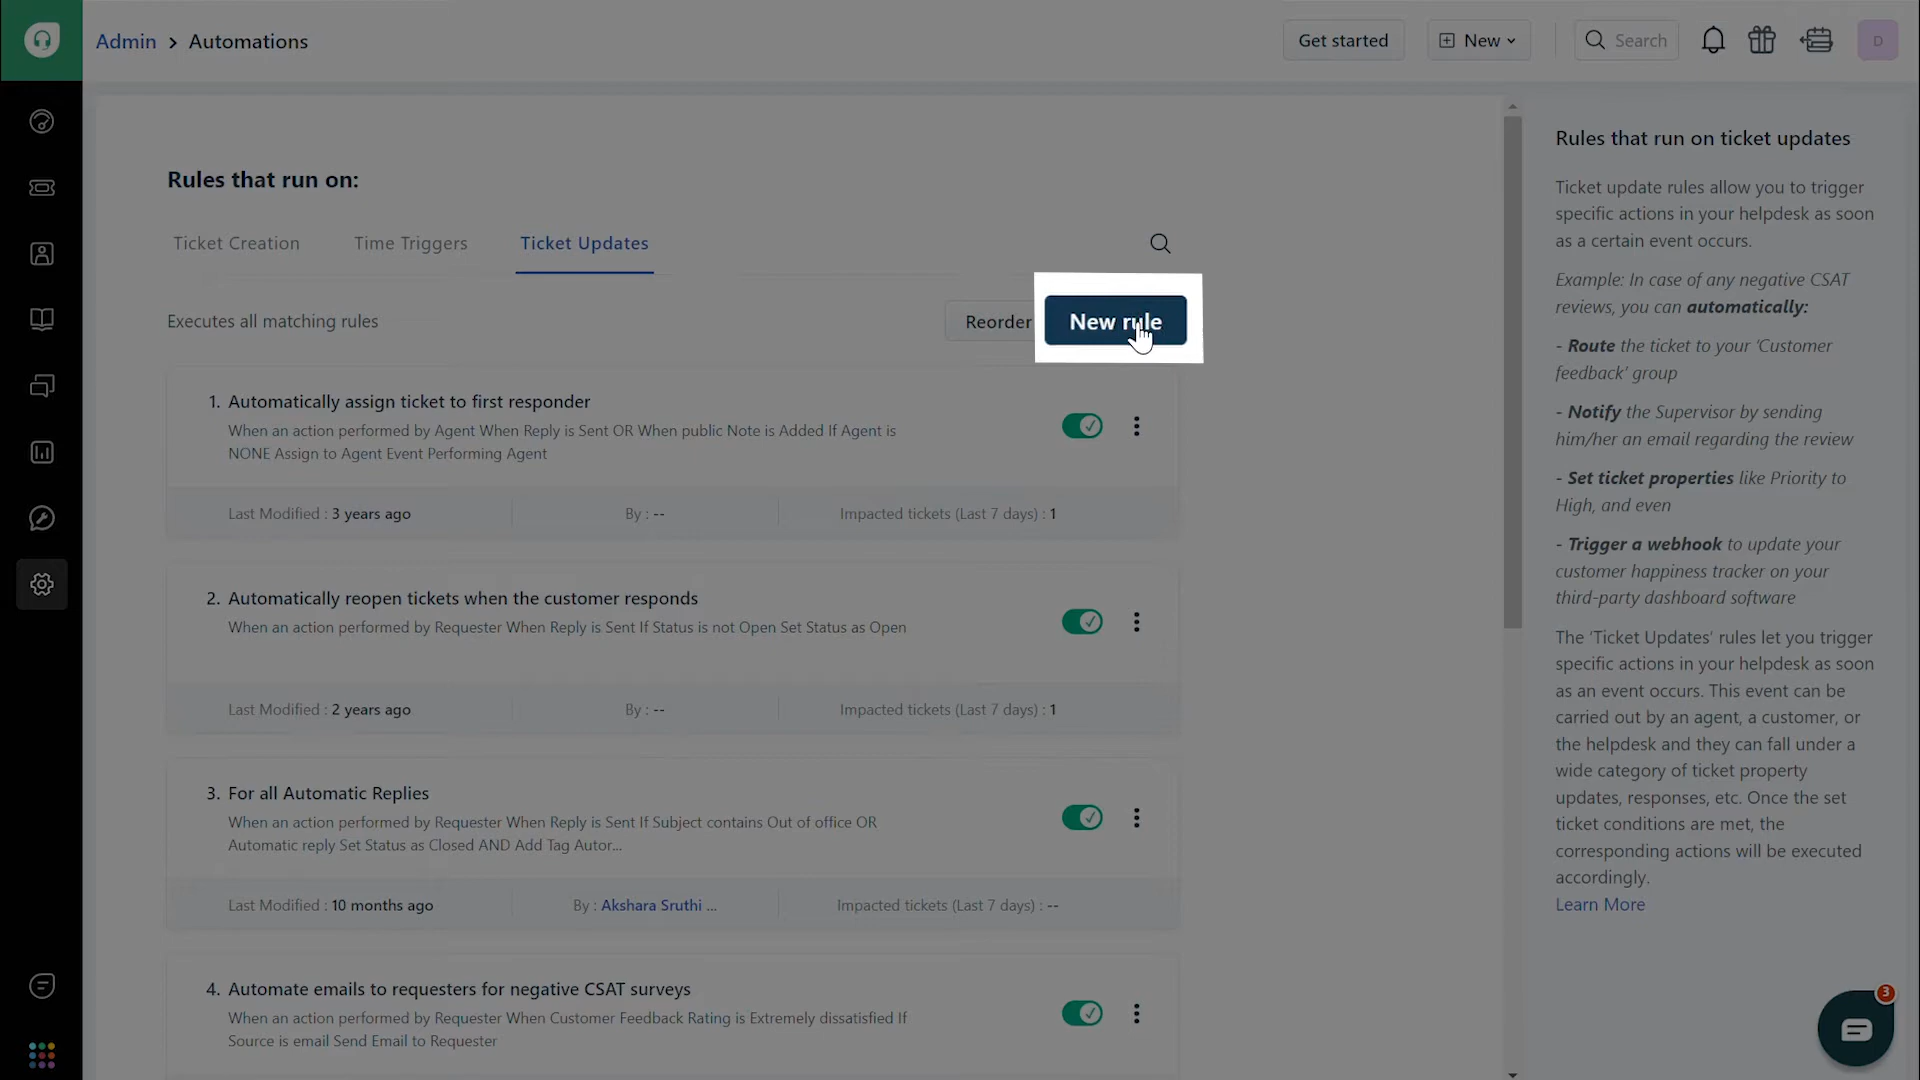 Admin > Automations
Get started
New
Search
D
Rules that run on:
Ticket Creation
Time Triggers
Ticket Updates
Executes all matching rules
Reorder
New rule
1. Automatically assign ticket to first responder
When an action performed by Agent When Reply is Sent OR When public Note is Added If Agent is
NONE Assign to Agent Event Performing Agent
Last Modified : 3 years ago
By : --
Impacted tickets (Last 7 days) : 1
2. Automatically reopen tickets when the customer responds
When an action performed by Requester When Reply is Sent If Status is not Open Set Status as Open
Last Modified : 2 years ago
By : --
Impacted tickets (Last 7 days) : 1
3. For all Automatic Replies
When an action performed by Requester When Reply is Sent If Subject contains Out of office OR
Automatic reply Set Status as Closed AND Add Tag Autor...
Last Modified : 10 months ago
By : Akshara Sruthi ...
Impacted tickets (Last 7 days) : --
4. Automate emails to requesters for negative CSAT surveys
When an action performed by Requester When Customer Feedback Rating is Extremely dissatisfied If
Source is email Send Email to Requester
Rules that run on ticket updates
Ticket update rules allow you to trigger
specific actions in your helpdesk as soon
as a certain event occurs.
Example: In case of any negative CSAT
reviews, you can automatically:
- Route the ticket to your 'Customer
feedback' group
- Notify the Supervisor by sending
him/her an email regarding the review
- Set ticket properties like Priority to
High, and even
- Trigger a webhook to update your
customer happiness tracker on your
third-party dashboard software
The 'Ticket Updates' rules let you trigger
specific actions in your helpdesk as soon
as an event occurs. This event can be
carried out by an agent, a customer, or
the helpdesk and they can fall under a
wide category of ticket property
updates, responses, etc. Once the set
ticket conditions are met, the
corresponding actions will be executed
accordingly.
Learn More
3